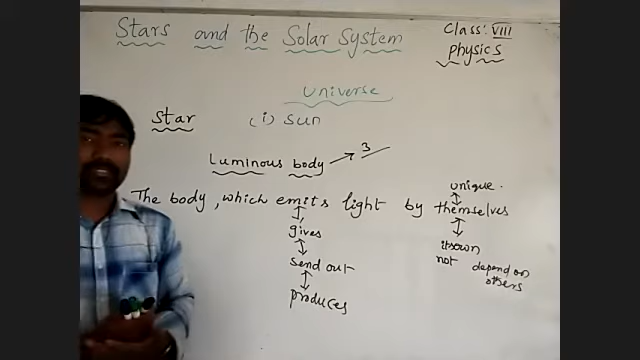 Stars and the Solar System
Class: VIII
Physics
Universe
Star (i) Sun
Luminous body → 3
The body, which emits light by themselves
unique.
gives
send out
produces
itsown
not depend on
others